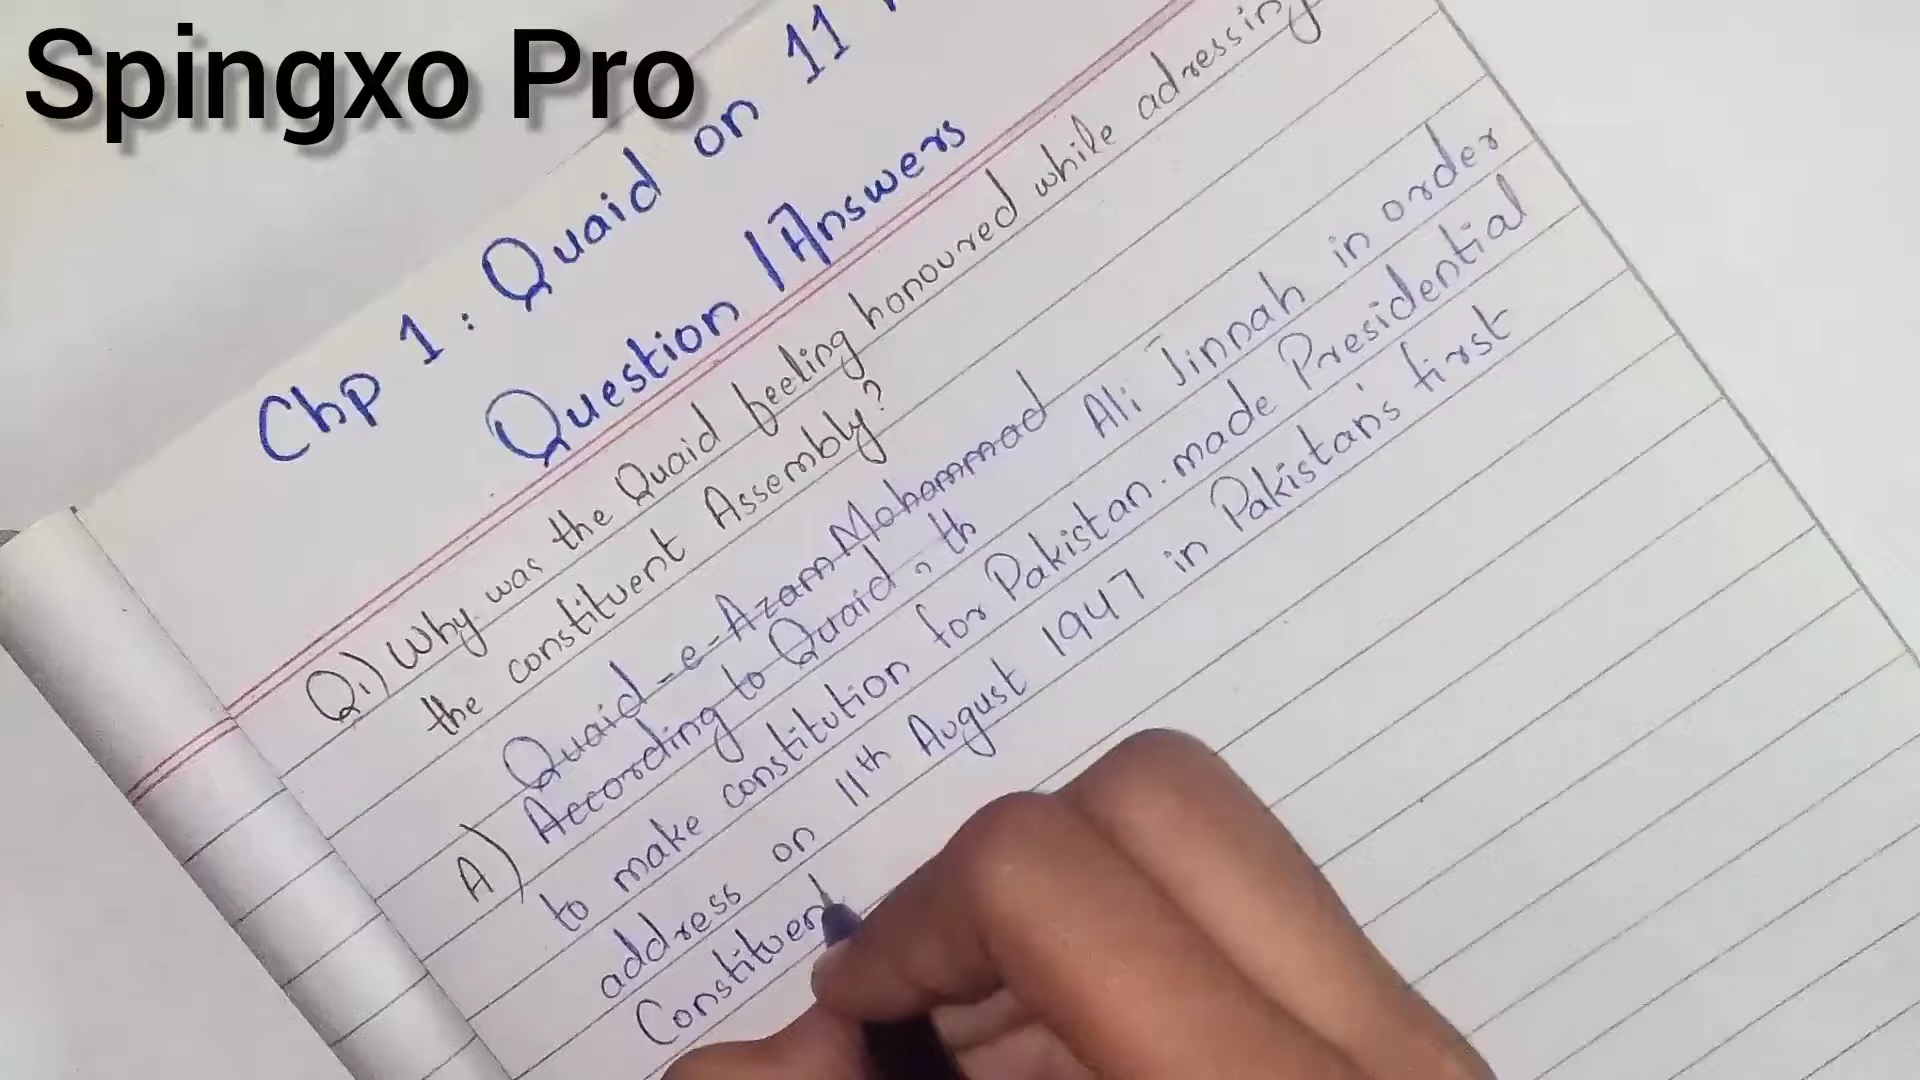 Spingxo Pro
Chp 1: Quaid on 11
Question /Answers
Q1) Why was the Quaid feeling honoured while adressing
the constituent Assembly?
Quaid-e-Azam Mohammad Ali Jinnah in order
A) According to Quaid, th
to make constitution for Pakistan. made Presidential
address on 11th August 1947 in Pakistan's first
Constituen